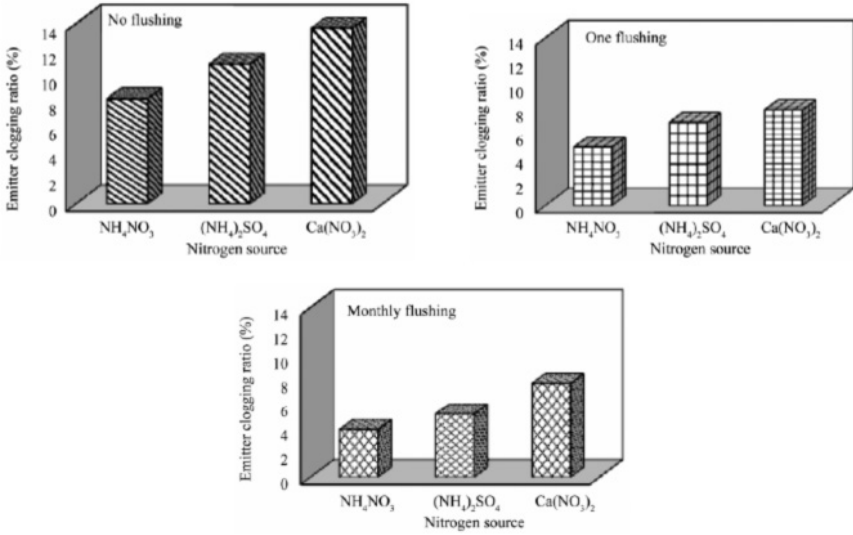 No flushing
Emitter clogging ratio (%)
14
12
10
8
6
4
2
0
NH₄NO₃ (NH₄)₂SO₄ Ca(NO₃)₂
Nitrogen source
One flushing
Emitter clogging ratio (%)
14
12
10
8
6
4
2
0
NH₄NO₃ (NH₄)₂SO₄ Ca(NO₃)₂
Nitrogen source
Monthly flushing
Emitter clogging ratio (%)
14
12
10
8
6
4
2
0
NH₄NO₃ (NH₄)₂SO₄ Ca(NO₃)₂
Nitrogen source